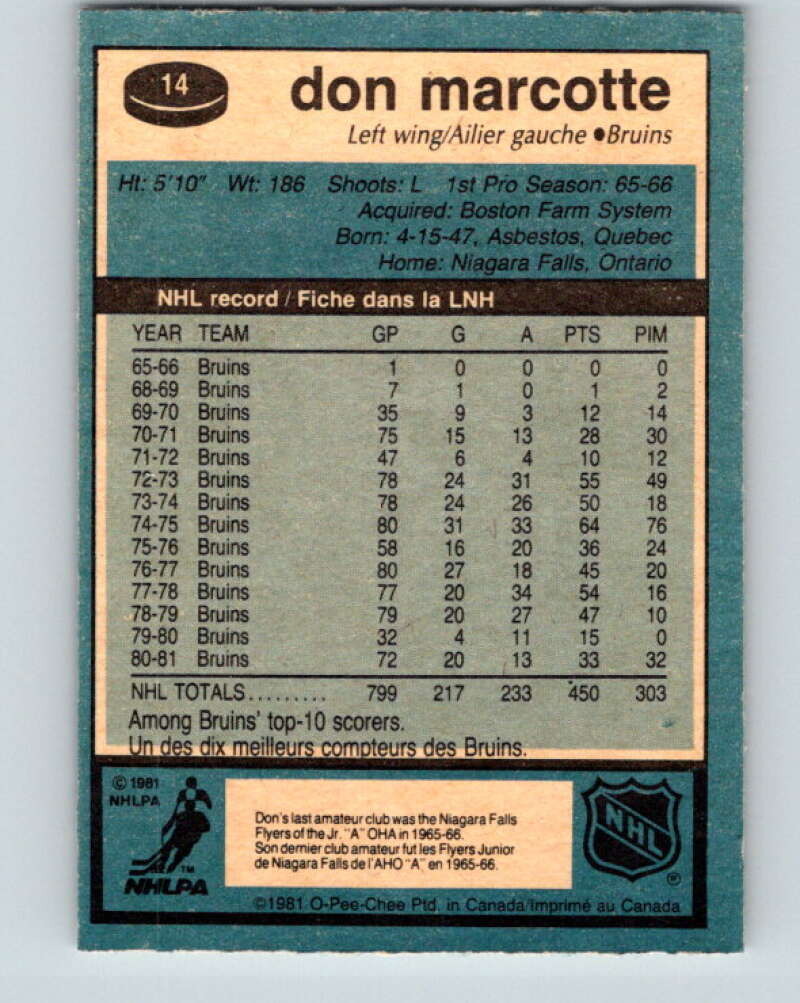 14
don marcotte
Left wing/Ailier gauche ●Bruins
Ht: 5'10" Wt: 186 Shoots: L 1st Pro Season: 65-66
Acquired: Boston Farm System
Born: 4-15-47, Asbestos, Quebec
Home: Niagara Falls, Ontario
NHL record / Fiche dans la LNH
YEAR TEAM GP G A PTS PIM
65-66 Bruins 1 0 0 0 0
68-69 Bruins 7 1 0 1 2
69-70 Bruins 35 9 3 12 14
70-71 Bruins 75 15 13 28 30
71-72 Bruins 47 6 4 10 12
72-73 Bruins 78 24 31 55 49
73-74 Bruins 78 24 26 50 18
74-75 Bruins 80 31 33 64 76
75-76 Bruins 58 16 20 36 24
76-77 Bruins 80 27 18 45 20
77-78 Bruins 77 20 34 54 16
78-79 Bruins 79 20 27 47 10
79-80 Bruins 32 4 11 15 0
80-81 Bruins 72 20 13 33 32
NHL TOTALS......... 799 217 233 450 303
Among Bruins' top-10 scorers.
Un des dix meilleurs compteurs des Bruins.
© 1981
NHLPA
TM
NHLPA
Don's last amateur club was the Niagara Falls
Flyers of the Jr. "A" OHA in 1965-66.
Son dernier club amateur fut les Flyers Junior
de Niagara Falls de l'AHO "A" en 1965-66.
NHL
©1981 O-Pee-Chee Ptd. in Canada/Imprimé au Canada